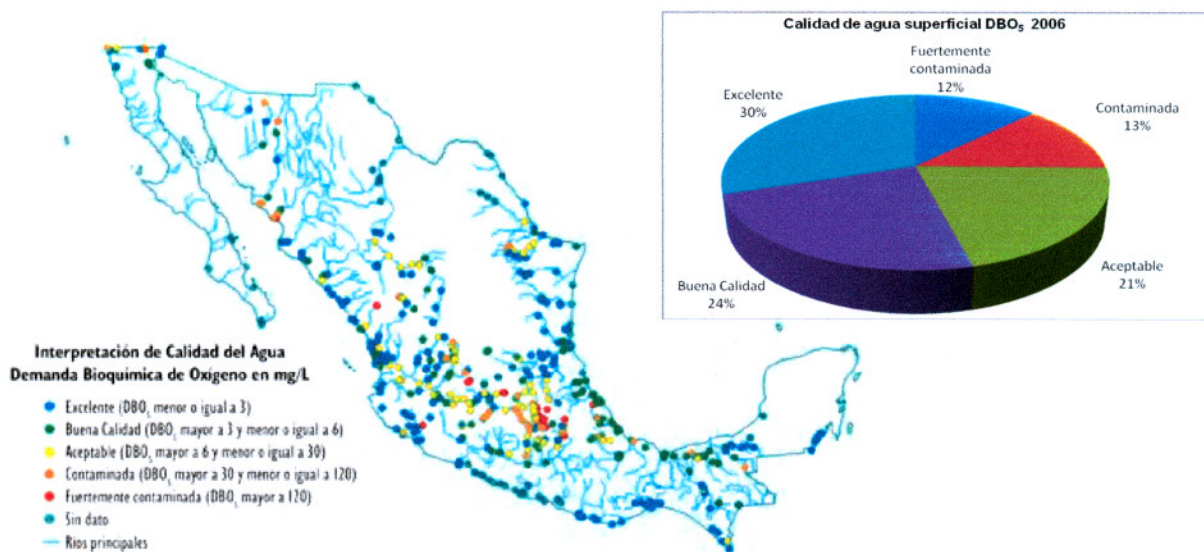 Calidad de agua superficial DBO₅ 2006
Fuertemente
contaminada
12%
Excelente
30%
Contaminada
13%
Buena Calidad
24%
Aceptable
21%
Interpretación de Calidad del Agua
Demanda Bioquímica de Oxígeno en mg/L
Excelente (DBO₅ menor o igual a 3)
Buena Calidad (DBO₅ mayor a 3 y menor o igual a 6)
Aceptable (DBO₅ mayor a 6 y menor o igual a 30)
Contaminada (DBO₅ mayor a 30 y menor o igual a 120)
Fuertemente contaminada (DBO₅ mayor a 120)
Sin dato
Ríos principales